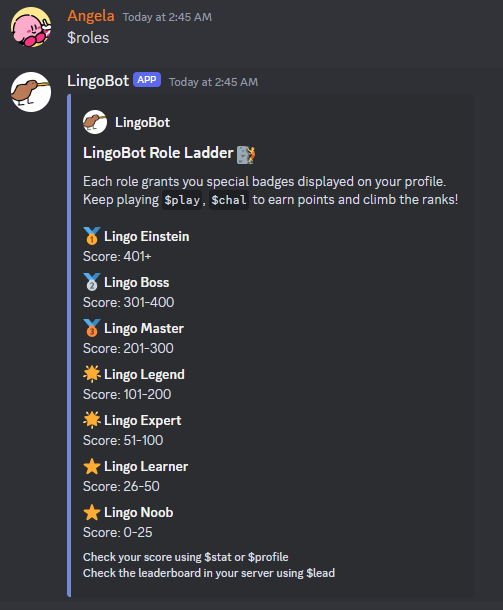 Angela Today at 2:45 AM
$roles
LingoBot APP Today at 2:45 AM
LingoBot
LingoBot Role Ladder
Each role grants you special badges displayed on your profile.
Keep playing $play, $chal to earn points and climb the ranks!
1 Lingo Einstein
Score: 401+
2 Lingo Boss
Score: 301-400
3 Lingo Master
Score: 201-300
Lingo Legend
Score: 101-200
Lingo Expert
Score: 51-100
Lingo Learner
Score: 26-50
Lingo Noob
Score: 0-25
Check your score using $stat or $profile
Check the leaderboard in your server using $lead